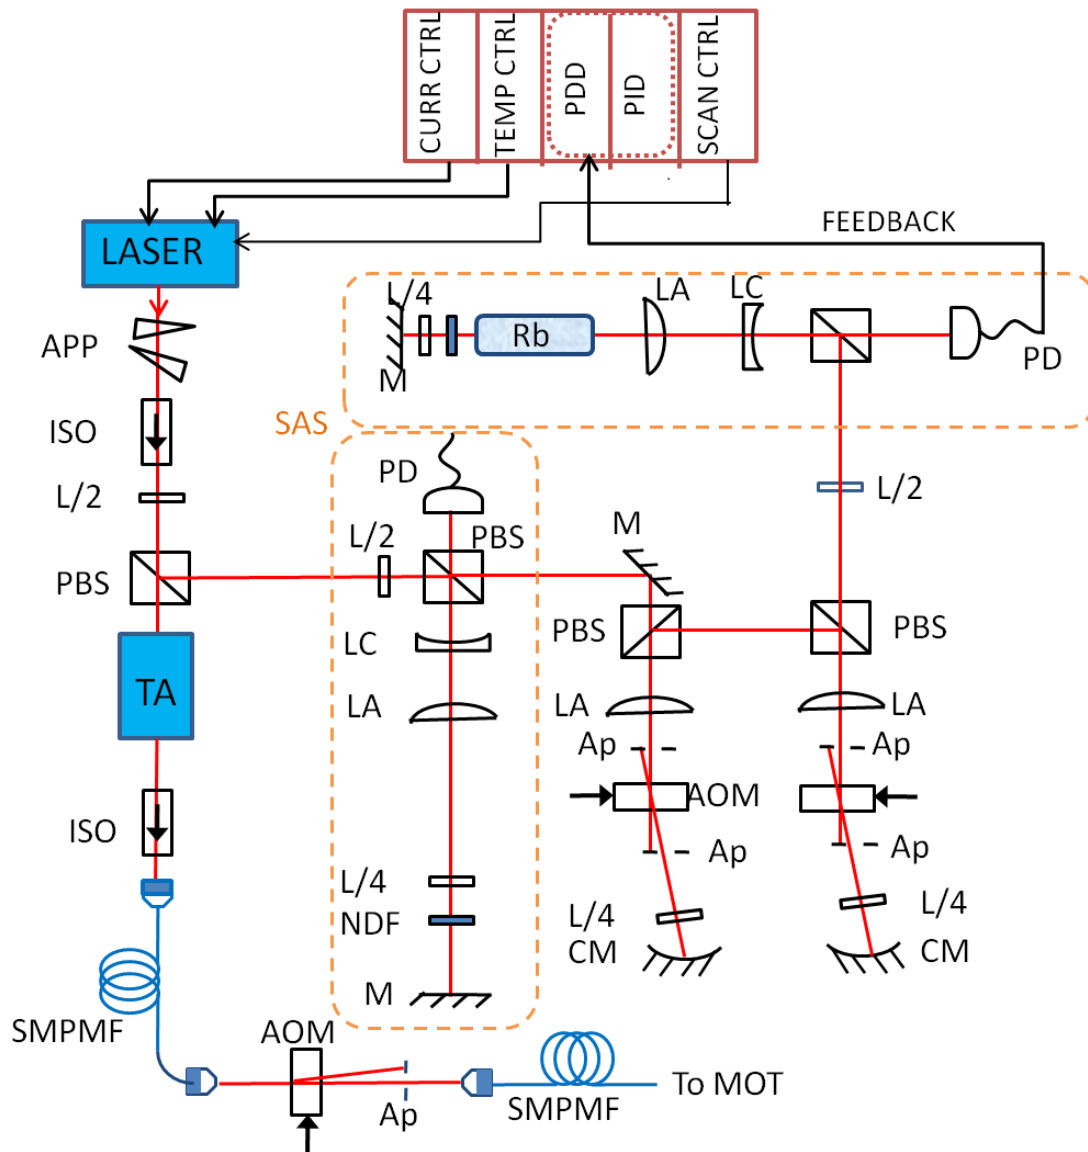 CURR CTRL
TEMP CTRL
PDD
PID
SCAN CTRL
LASER
FEEDBACK
L/4
LA
LC
APP
Rb
M
PD
ISO
SAS
PD
L/2
L/2
M
L/2
PBS
PBS
PBS
PBS
LC
TA
LA
LA
LA
Ap
Ap
AOM
ISO
Ap
Ap
L/4
L/4
L/4
NDF
CM
CM
M
SMPMF
AOM
To MOT
Ap
SMPMF